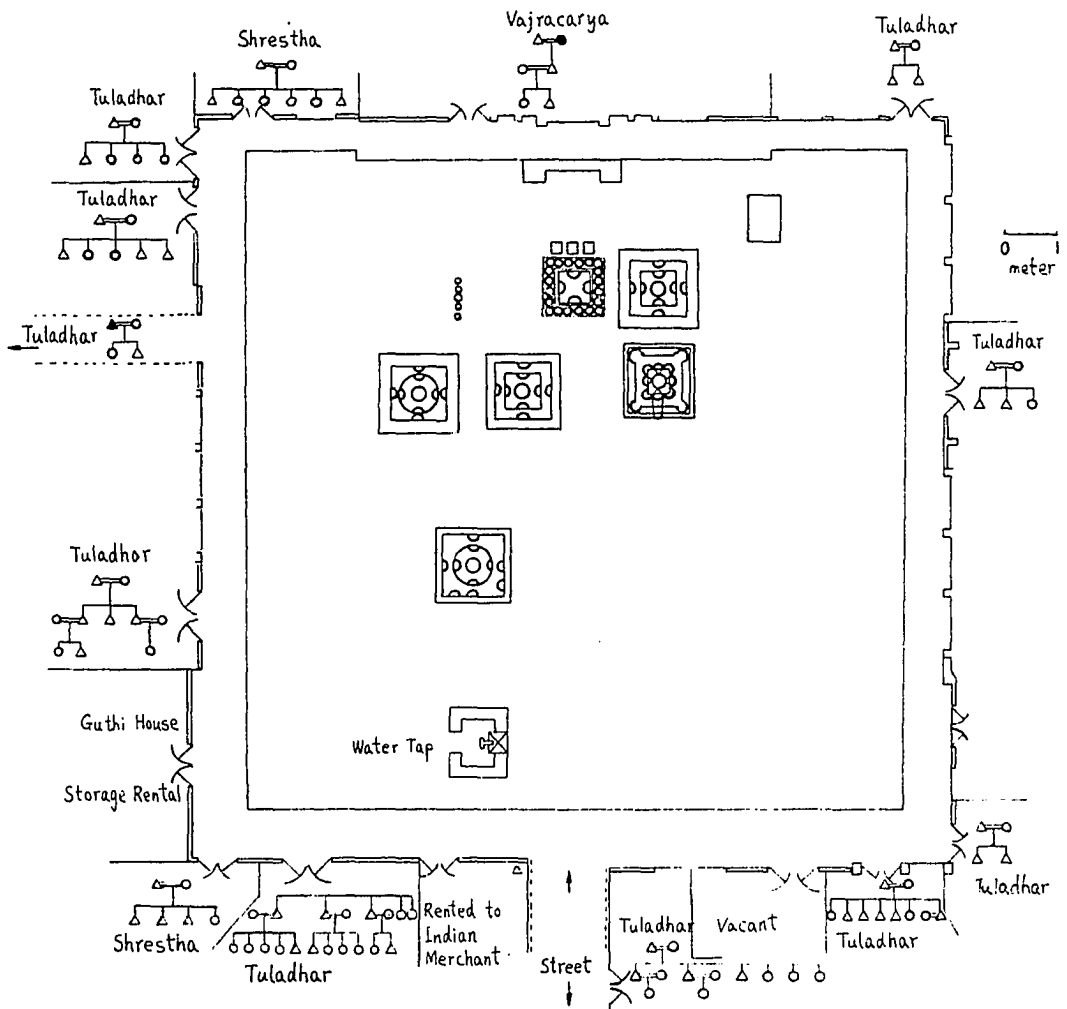 Vajracarya
Tuladhar
Shrestha
Tuladhar
Tuladhar
0 1
meter
Tuladhar
Tuladhar
Tuladhor
Guthi House
Water Tap
Storage Rental
Tuladhar
Shrestha
Tuladhar
Rented to
Indian
Merchant
Street
Tuladhar
Vacant
Tuladhar